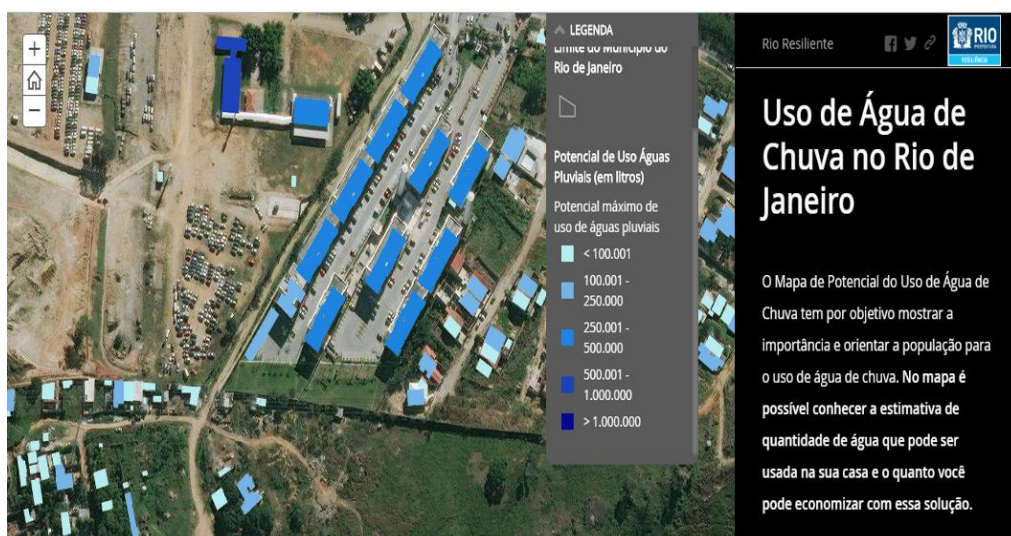 +
−
LEGENDA
Limite do Município do
Rio de Janeiro
Potencial de Uso Águas
Pluviais (em litros)
Potencial máximo de
uso de águas pluviais
< 100.001
100.001 -
250.000
250.001 -
500.000
500.001 -
1.000.000
> 1.000.000
Rio Resiliente
RIO
PREFEITURA
RESILIÊNCIA
Uso de Água de
Chuva no Rio de
Janeiro
O Mapa de Potencial do Uso de Água de
Chuva tem por objetivo mostrar a
importância e orientar a população para
o uso de água de chuva. No mapa é
possível conhecer a estimativa de
quantidade de água que pode ser
usada na sua casa e o quanto você
pode economizar com essa solução.